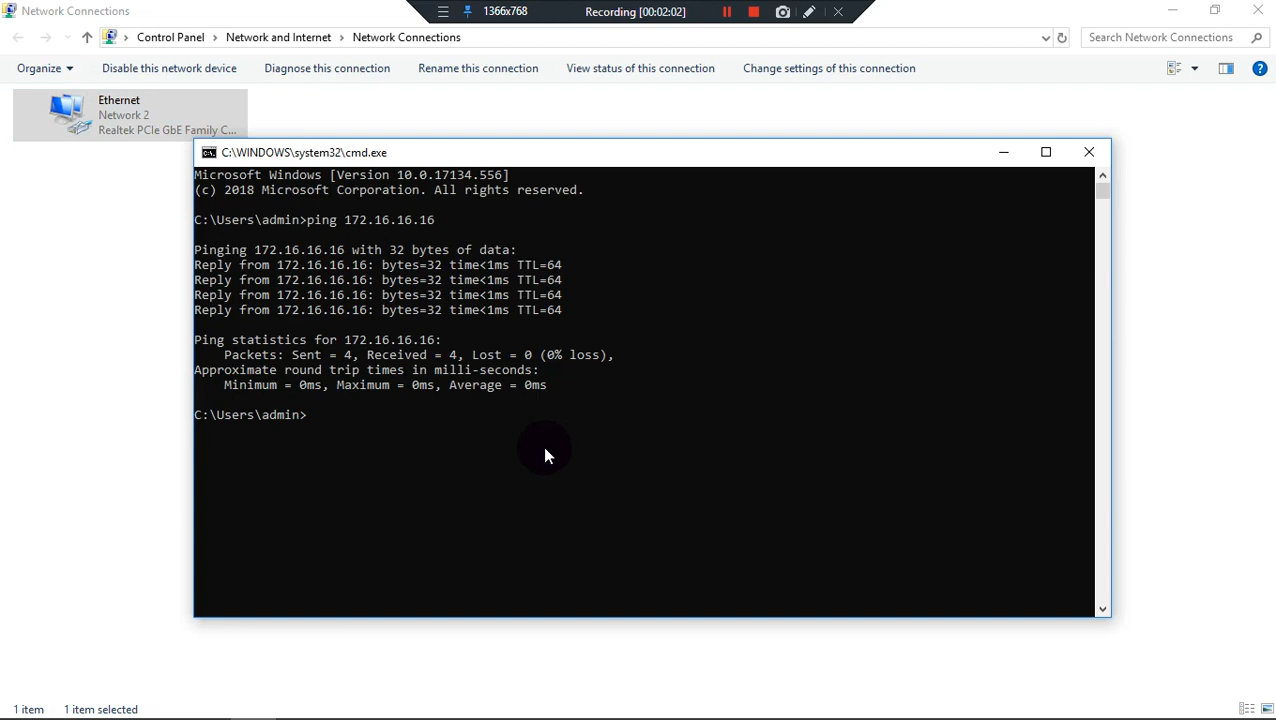 Network Connections
1366x768
Recording [00:02:02]
Control Panel > Network and Internet > Network Connections
Search Network Connections
Organize
Disable this network device
Diagnose this connection
Rename this connection
View status of this connection
Change settings of this connection
Ethernet
Network 2
Realtek PCIe GbE Family C...
C:\WINDOWS\system32\cmd.exe
Microsoft Windows [Version 10.0.17134.556]
(c) 2018 Microsoft Corporation. All rights reserved.
C:\Users\admin>ping 172.16.16.16
Pinging 172.16.16.16 with 32 bytes of data:
Reply from 172.16.16.16: bytes=32 time<1ms TTL=64
Reply from 172.16.16.16: bytes=32 time<1ms TTL=64
Reply from 172.16.16.16: bytes=32 time<1ms TTL=64
Reply from 172.16.16.16: bytes=32 time<1ms TTL=64
Ping statistics for 172.16.16.16:
Packets: Sent = 4, Received = 4, Lost = 0 (0% loss),
Approximate round trip times in milli-seconds:
Minimum = 0ms, Maximum = 0ms, Average = 0ms
C:\Users\admin>
1 item
1 item selected